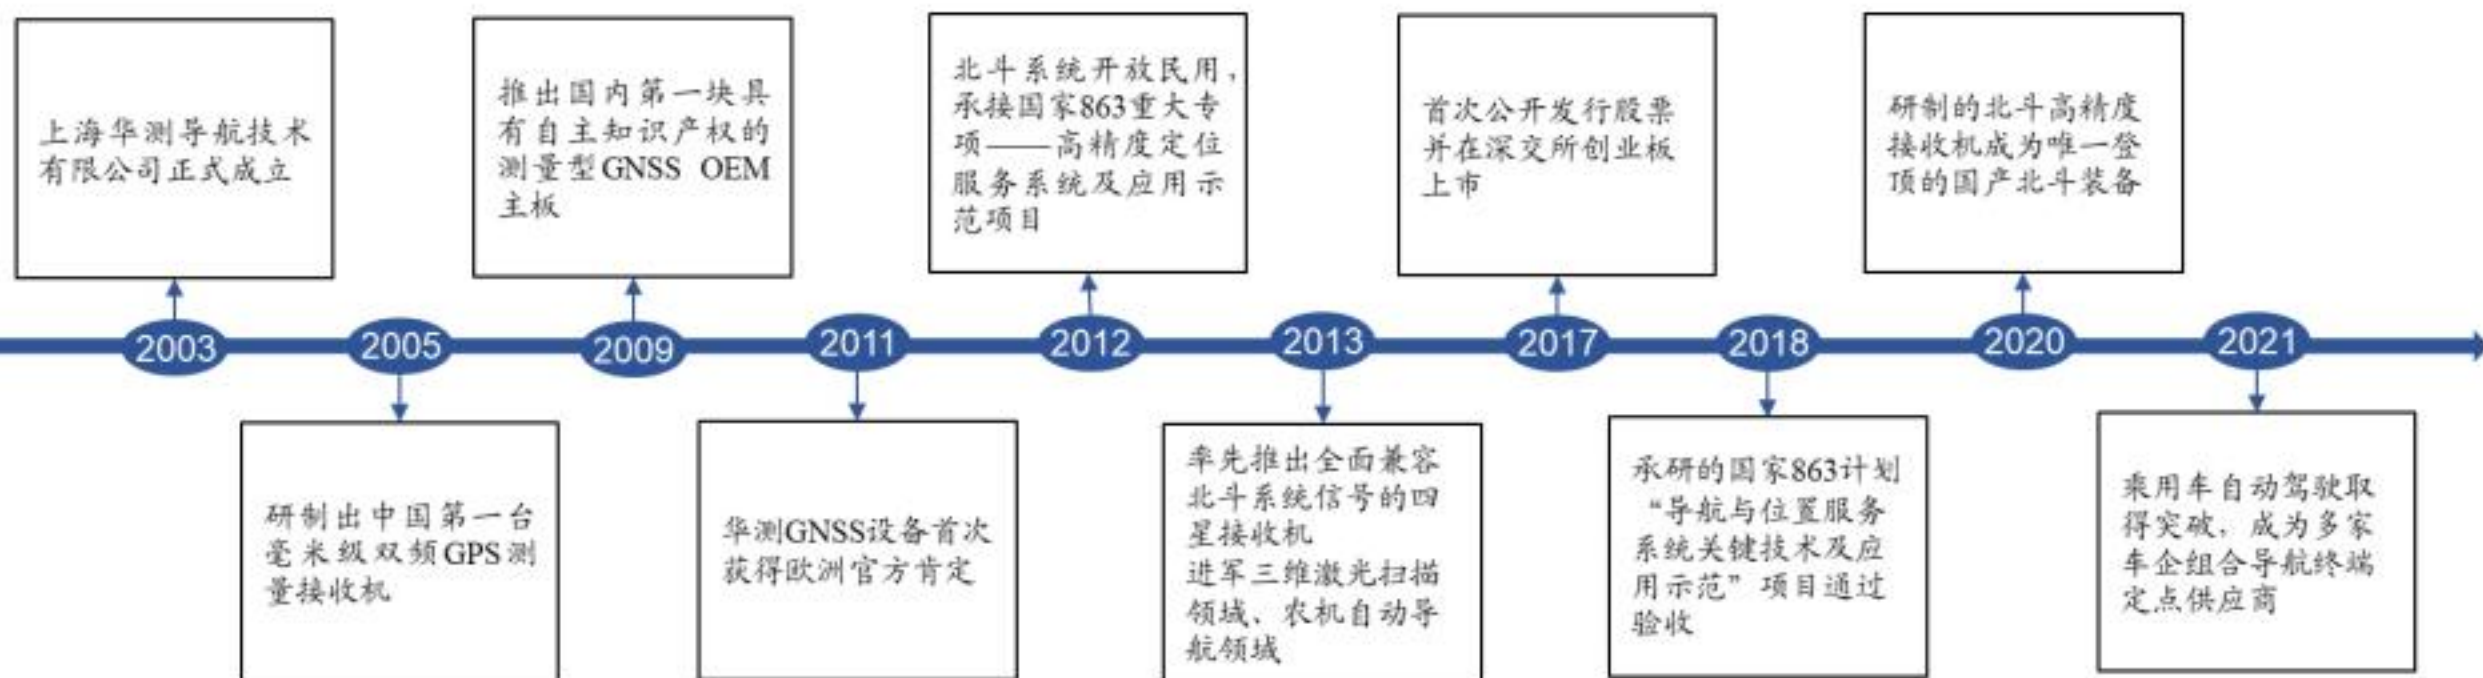 上海华测导航技术
有限公司正式成立
推出国内第一块具
有自主知识产权的
测量型GNSS OEM
主板
北斗系统开放民用，
承接国家863重大专
项——高精度定位
服务系统及应用示
范项目
首次公开发行股票
并在深交所创业板
上市
研制的北斗高精度
接收机成为唯一登
顶的国产北斗装备
2003
2005
2009
2011
2012
2013
2017
2018
2020
2021
研制出中国第一台
毫米级双频GPS测
量接收机
华测GNSS设备首次
获得欧洲官方肯定
率先推出全面兼容
北斗系统信号的四
星接收机
进军三维激光扫描
领域、农机自动导
航领域
承研的国家863计划
“导航与位置服务
系统关键技术及应
用示范”项目通过
验收
乘用车自动驾驶取
得突破，成为多家
车企组合导航终端
定点供应商